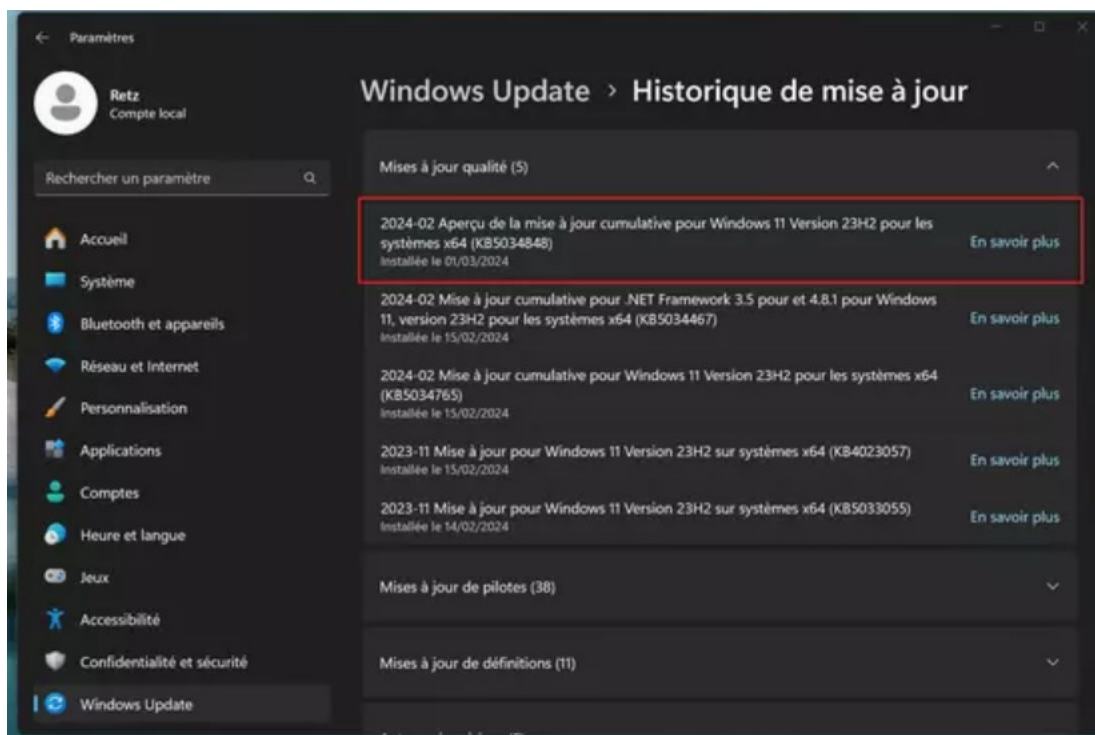 Paramètres
Retz
Compte local
Rechercher un paramètre
Accueil
Système
Bluetooth et appareils
Réseau et Internet
Personnalisation
Applications
Comptes
Heure et langue
Jeux
Accessibilité
Confidentialité et sécurité
Windows Update
Windows Update > Historique de mise à jour
Mises à jour qualité (5)
2024-02 Aperçu de la mise à jour cumulative pour Windows 11 Version 23H2 pour les
systèmes x64 (KB5034848)
Installée le 01/03/2024
En savoir plus
2024-02 Mise à jour cumulative pour .NET Framework 3.5 pour et 4.8.1 pour Windows
11, version 23H2 pour les systèmes x64 (KB5034467)
Installée le 15/02/2024
En savoir plus
2024-02 Mise à jour cumulative pour Windows 11 Version 23H2 pour les systèmes x64
(KB5034765)
Installée le 15/02/2024
En savoir plus
2023-11 Mise à jour pour Windows 11 Version 23H2 sur systèmes x64 (KB4023057)
Installée le 15/02/2024
En savoir plus
2023-11 Mise à jour pour Windows 11 Version 23H2 sur systèmes x64 (KB5033055)
Installée le 14/02/2024
En savoir plus
Mises à jour de pilotes (38)
Mises à jour de définitions (11)